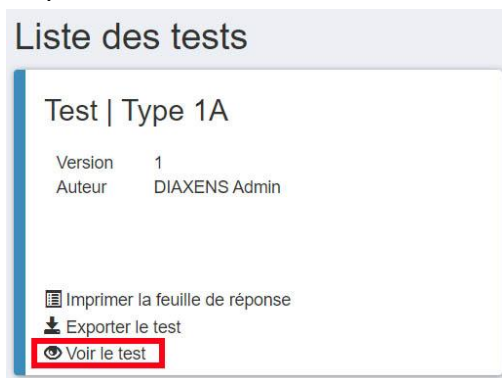 Liste des tests
Test | Type 1A
Version 1
Auteur DIAXENS Admin
Imprimer la feuille de réponse
Exporter le test
Voir le test